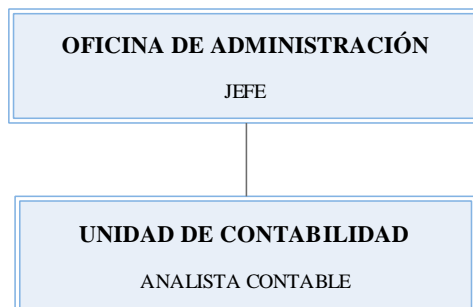 OFICINA DE ADMINISTRACIÓN
JEFE
UNIDAD DE CONTABILIDAD
ANALISTA CONTABLE